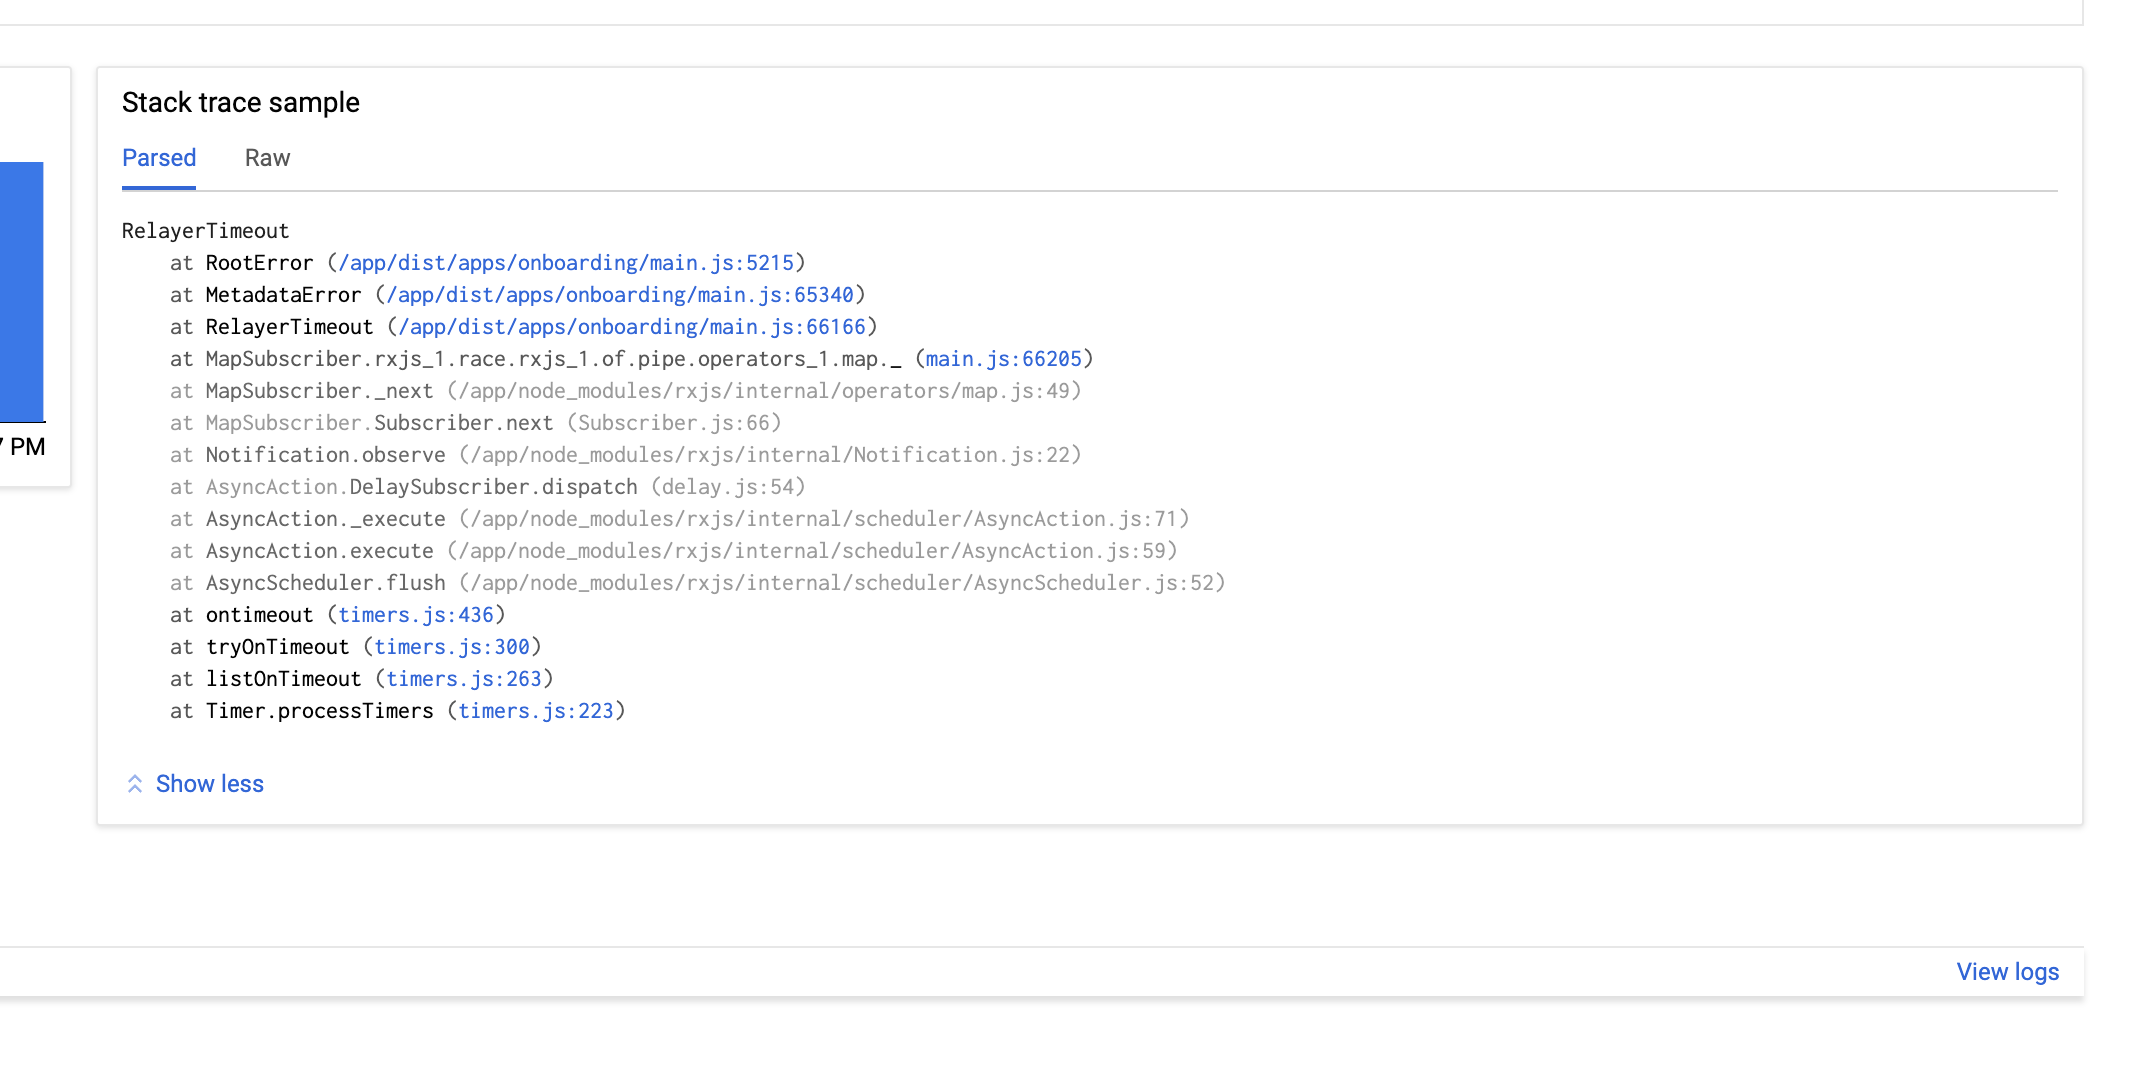 Stack trace sample
Parsed Raw
RelayerTimeout
at RootError (/app/dist/apps/onboarding/main.js:5215)
at MetadataError (/app/dist/apps/onboarding/main.js:65340)
at RelayerTimeout (/app/dist/apps/onboarding/main.js:66166)
at MapSubscriber.rxjs_1.race.rxjs_1.of.pipe.operators_1.map._ (main.js:66205)
at MapSubscriber._next (/app/node_modules/rxjs/internal/operators/map.js:49)
at MapSubscriber.Subscriber.next (Subscriber.js:66)
at Notification.observe (/app/node_modules/rxjs/internal/Notification.js:22)
at AsyncAction.DelaySubscriber.dispatch (delay.js:54)
at AsyncAction._execute (/app/node_modules/rxjs/internal/scheduler/AsyncAction.js:71)
at AsyncAction.execute (/app/node_modules/rxjs/internal/scheduler/AsyncAction.js:59)
at AsyncScheduler.flush (/app/node_modules/rxjs/internal/scheduler/AsyncScheduler.js:52)
at ontimeout (timers.js:436)
at tryOnTimeout (timers.js:300)
at listOnTimeout (timers.js:263)
at Timer.processTimers (timers.js:223)
Show less
PM
View logs